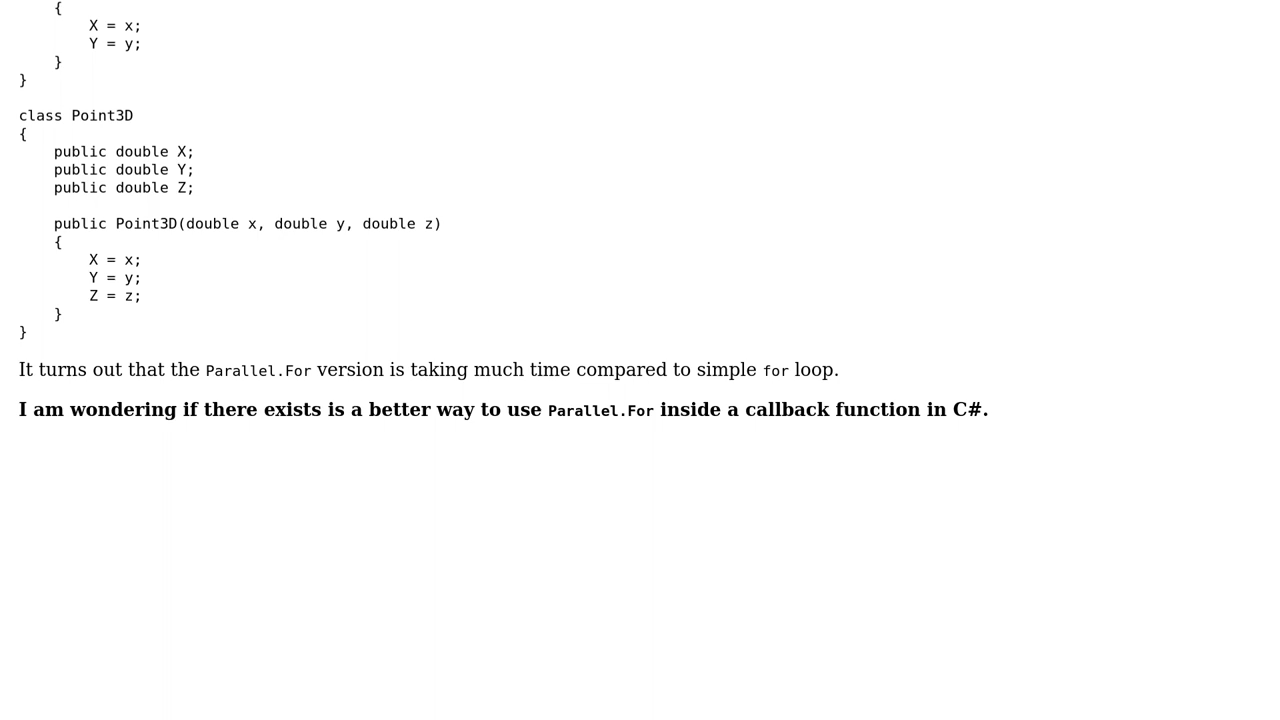 {
        X = x;
        Y = y;
    }
}

class Point3D
{
    public double X;
    public double Y;
    public double Z;

    public Point3D(double x, double y, double z)
    {
        X = x;
        Y = y;
        Z = z;
    }
}

It turns out that the Parallel.For version is taking much time compared to simple for loop.
I am wondering if there exists is a better way to use Parallel.For inside a callback function in C#.